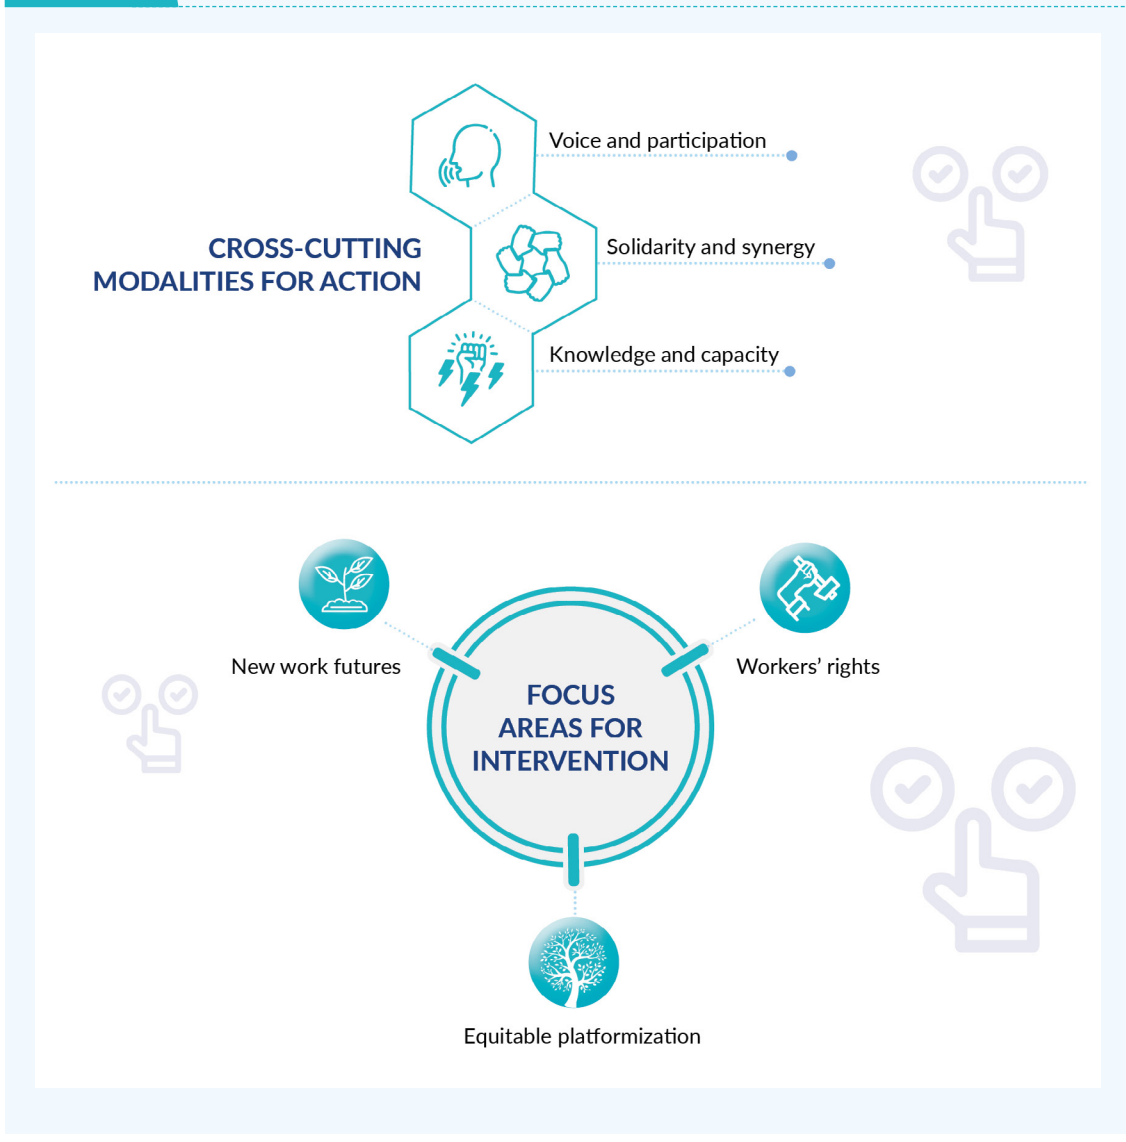 Voice and participation
CROSS-CUTTING
MODALITIES FOR ACTION
Solidarity and synergy
Knowledge and capacity
New work futures
Workers’ rights
FOCUS
AREAS FOR
INTERVENTION
Equitable platformization